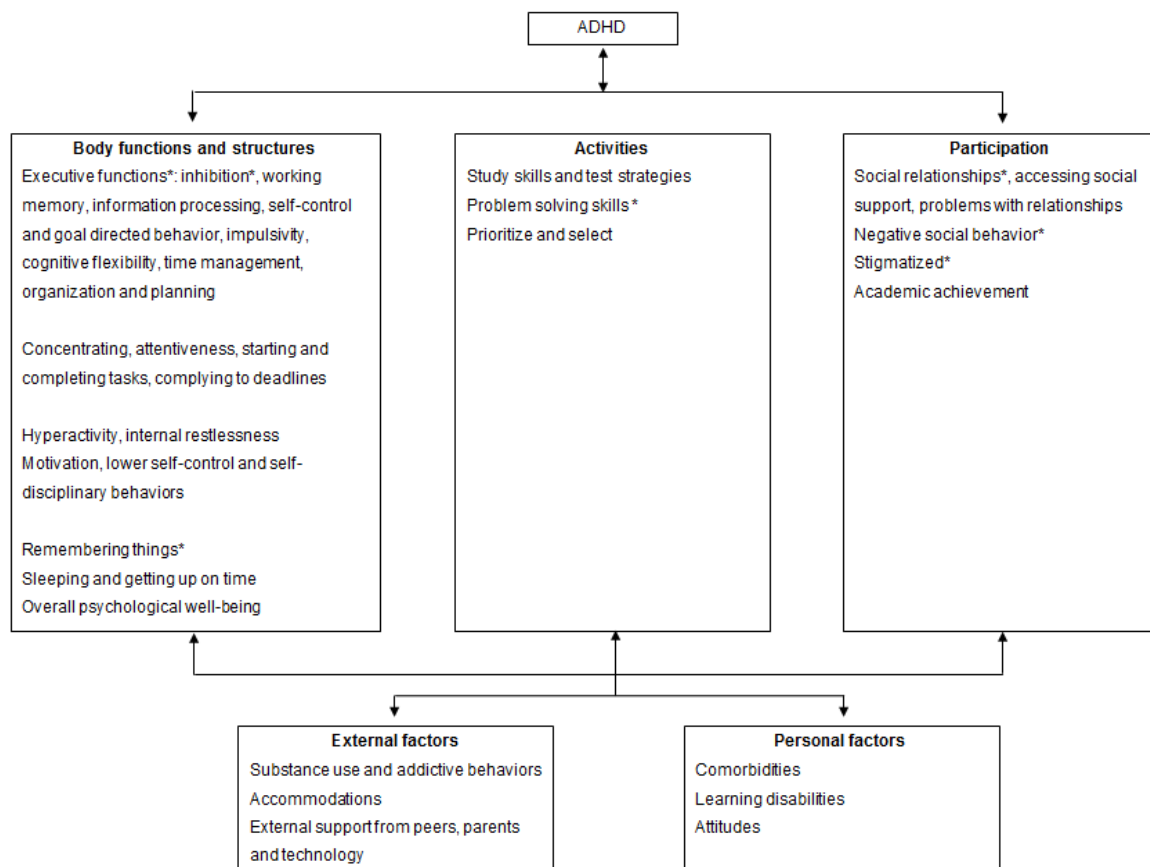 ADHD
Body functions and structures
Executive functions*: inhibition*, working
memory, information processing, self-control
and goal directed behavior, impulsivity,
cognitive flexibility, time management,
organization and planning
Concentrating, attentiveness, starting and
completing tasks, complying to deadlines
Hyperactivity, internal restlessness
Motivation, lower self-control and self-
disciplinary behaviors
Remembering things*
Sleeping and getting up on time
Overall psychological well-being
Activities
Study skills and test strategies
Problem solving skills *
Prioritize and select
Participation
Social relationships*, accessing social
support, problems with relationships
Negative social behavior*
Stigmatized*
Academic achievement
External factors
Substance use and addictive behaviors
Accommodations
External support from peers, parents
and technology
Personal factors
Comorbidities
Learning disabilities
Attitudes